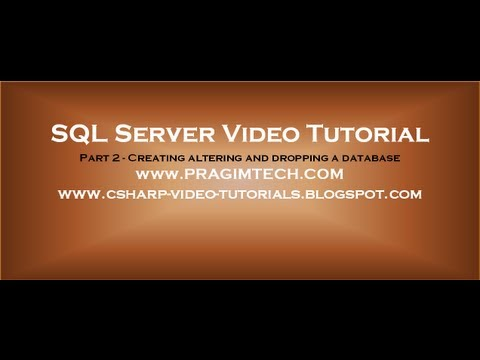 SQL Server Video Tutorial
Part 2 - Creating altering and dropping a database
www.PRAGIMTECH.COM
www.csharp-video-tutorials.blogspot.com